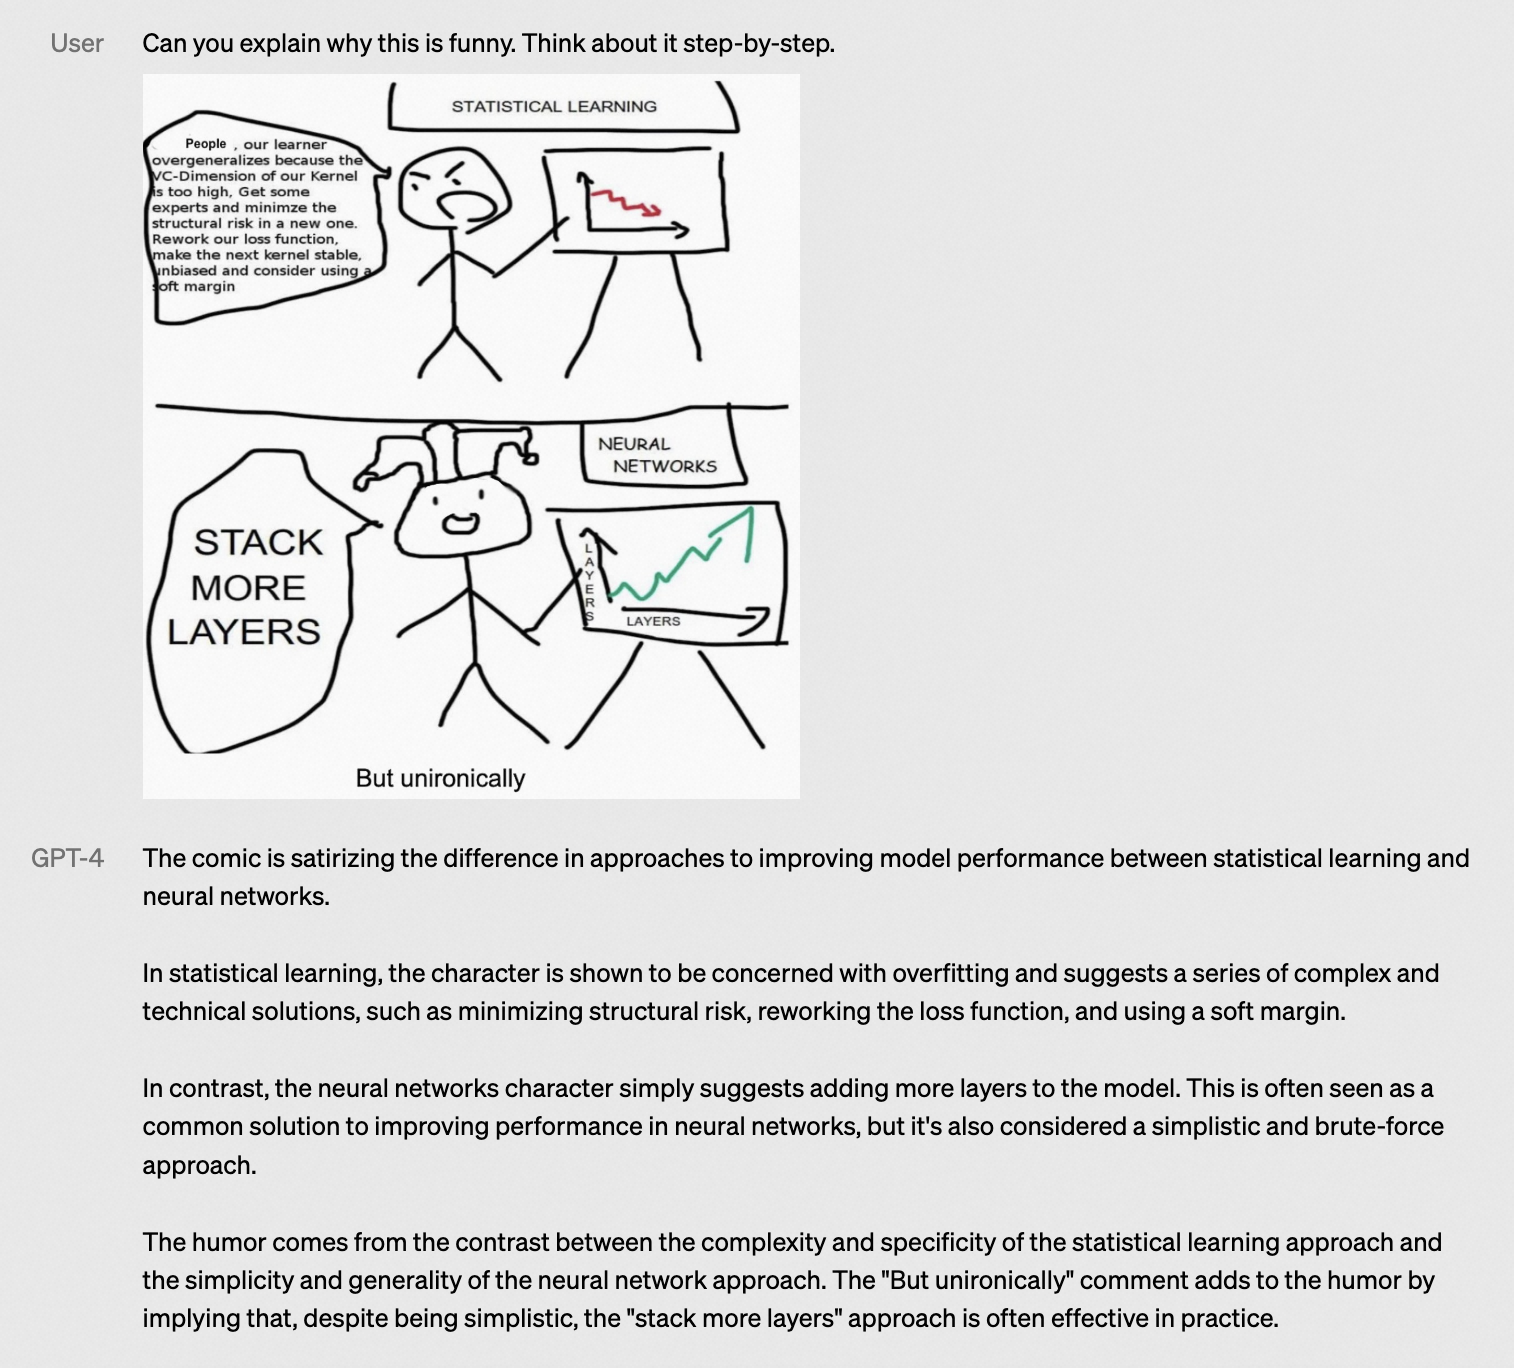 User
Can you explain why this is funny. Think about it step-by-step.
STATISTICAL LEARNING
People , our learner
overgeneralizes because the
VC-Dimension of our Kernel
is too high, Get some
experts and minimze the
structural risk in a new one.
Rework our loss function,
make the next kernel stable,
unbiased and consider using a
soft margin
NEURAL
NETWORKS
STACK
MORE
LAYERS
LAYERS
LAYERS
But unironically
GPT-4
The comic is satirizing the difference in approaches to improving model performance between statistical learning and
neural networks.
In statistical learning, the character is shown to be concerned with overfitting and suggests a series of complex and
technical solutions, such as minimizing structural risk, reworking the loss function, and using a soft margin.
In contrast, the neural networks character simply suggests adding more layers to the model. This is often seen as a
common solution to improving performance in neural networks, but it's also considered a simplistic and brute-force
approach.
The humor comes from the contrast between the complexity and specificity of the statistical learning approach and
the simplicity and generality of the neural network approach. The "But unironically" comment adds to the humor by
implying that, despite being simplistic, the "stack more layers" approach is often effective in practice.